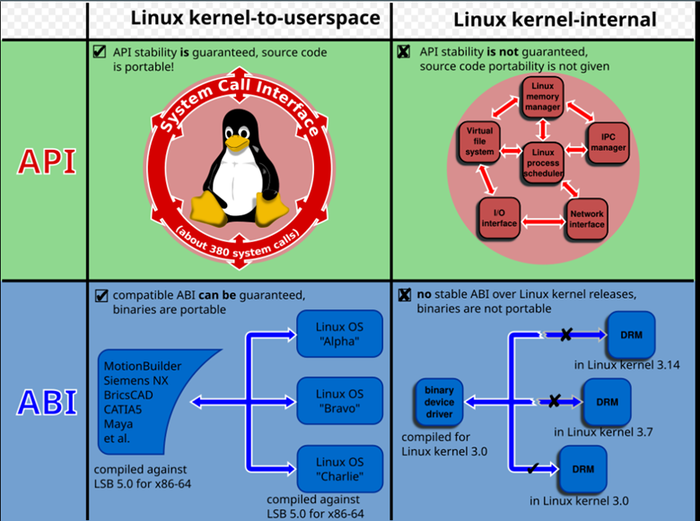 Linux kernel-to-userspace
Linux kernel-internal
API
API stability is guaranteed, source code
is portable!
System Call Interface
(about 380 system calls)
API stability is not guaranteed,
source code portability is not given
Linux
memory
manager
Virtual
file
system
IPC
manager
Linux
process
scheduler
I/O
interface
Network
interface
ABI
compatible ABI can be guaranteed,
binaries are portable
MotionBuilder
Siemens NX
BricsCAD
CATIA5
Maya
et al.
compiled against
LSB 5.0 for x86-64
Linux OS
"Alpha"
Linux OS
"Bravo"
Linux OS
"Charlie"
compiled against
LSB 5.0 for x86-64
no stable ABI over Linux kernel releases,
binaries are not portable
binary
device
driver
compiled for
Linux kernel 3.0
DRM
in Linux kernel 3.14
DRM
in Linux kernel 3.7
DRM
in Linux kernel 3.0